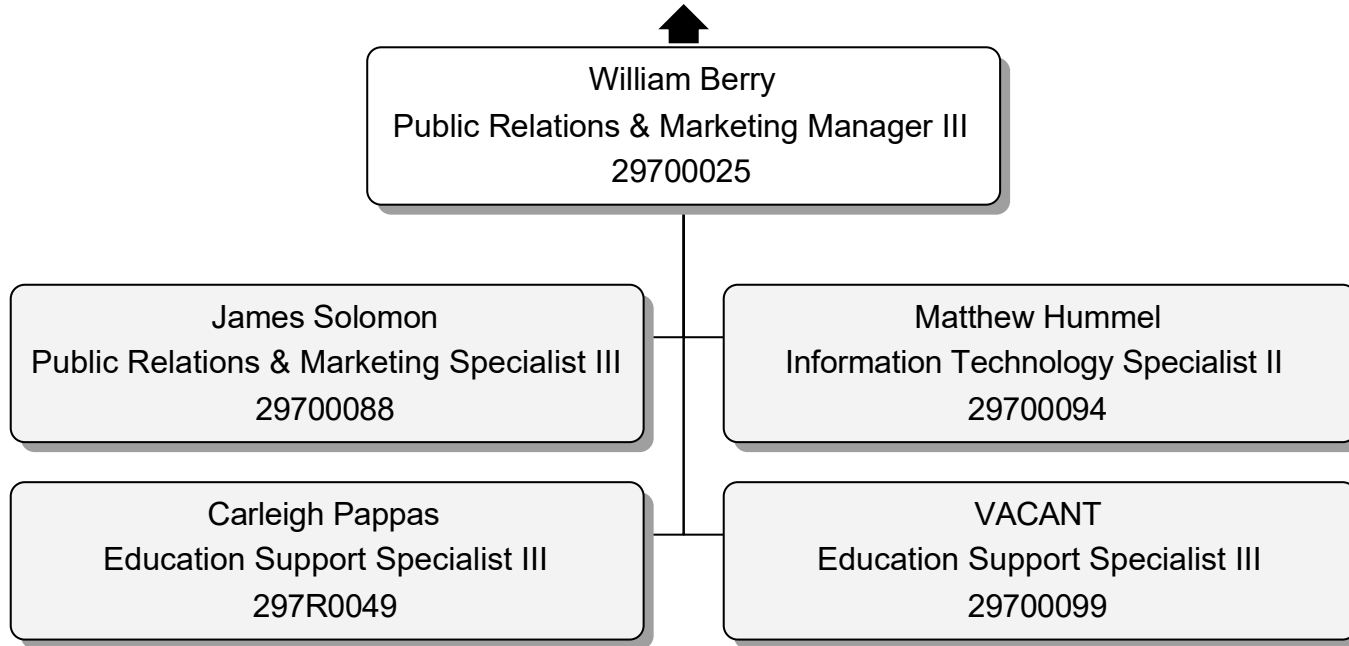 William Berry
Public Relations & Marketing Manager III
29700025
James Solomon
Public Relations & Marketing Specialist III
29700088
Matthew Hummel
Information Technology Specialist II
29700094
Carleigh Pappas
Education Support Specialist III
297R0049
VACANT
Education Support Specialist III
29700099